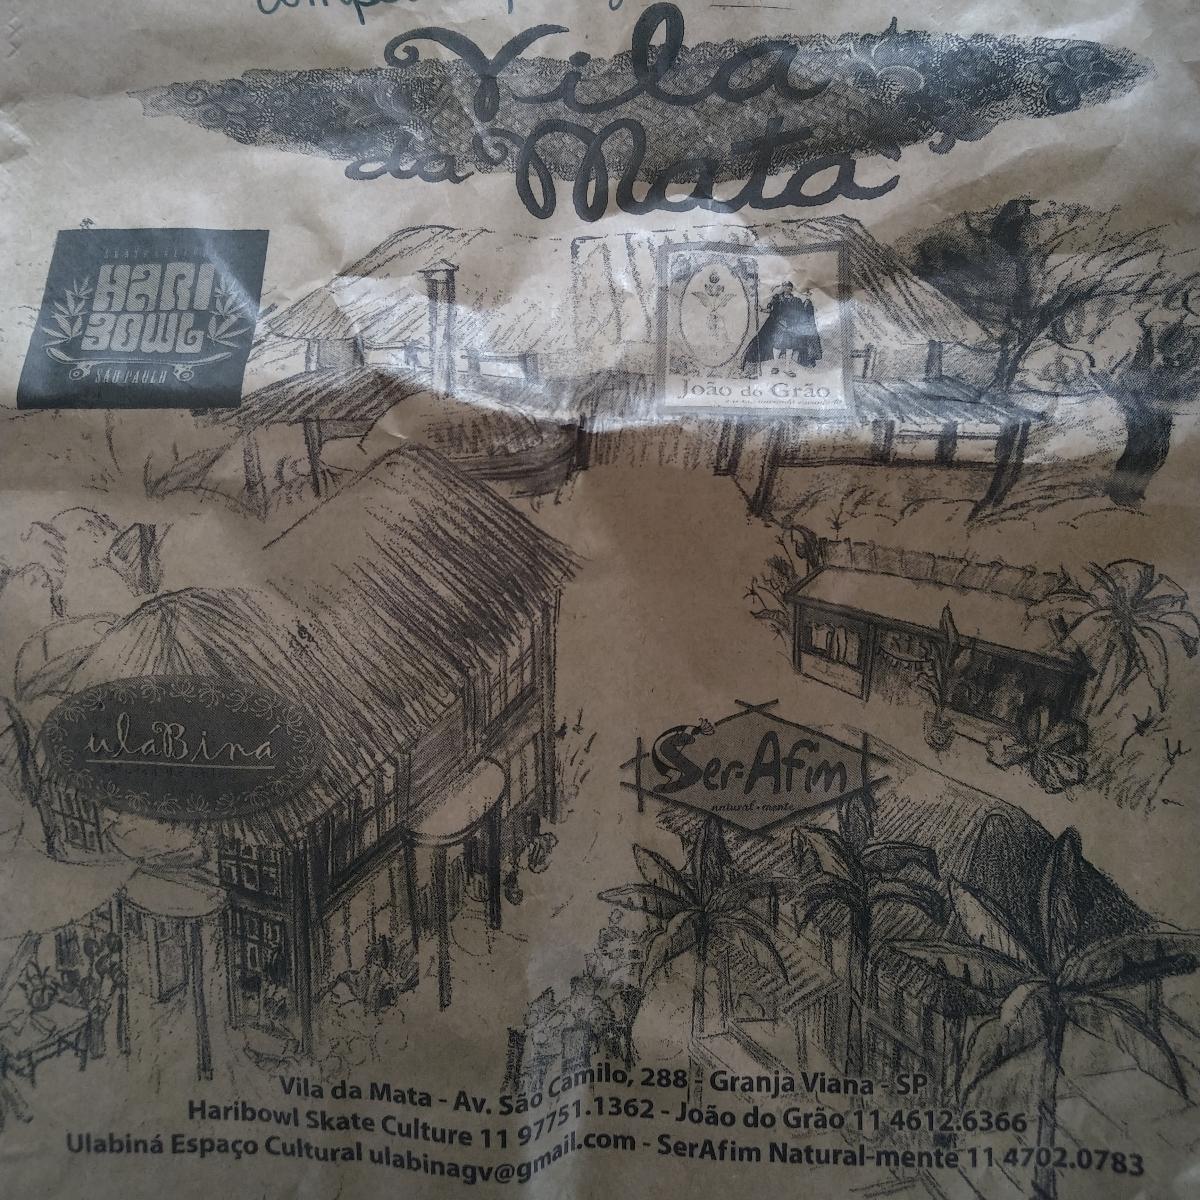 Vila
da Mata
HARI
BOWL
SÃO PAULO
João do Grão
ulaBiná
Ser-Afim
natural-mente
Vila da Mata - Av. São Camilo, 288 - Granja Viana - SP
Haribowl Skate Culture 11 97751.1362 - João do Grão 11 4612.6366
Ulabiná Espaço Cultural ulabinagv@gmail.com - SerAfim Natural-mente 11 4702.0783